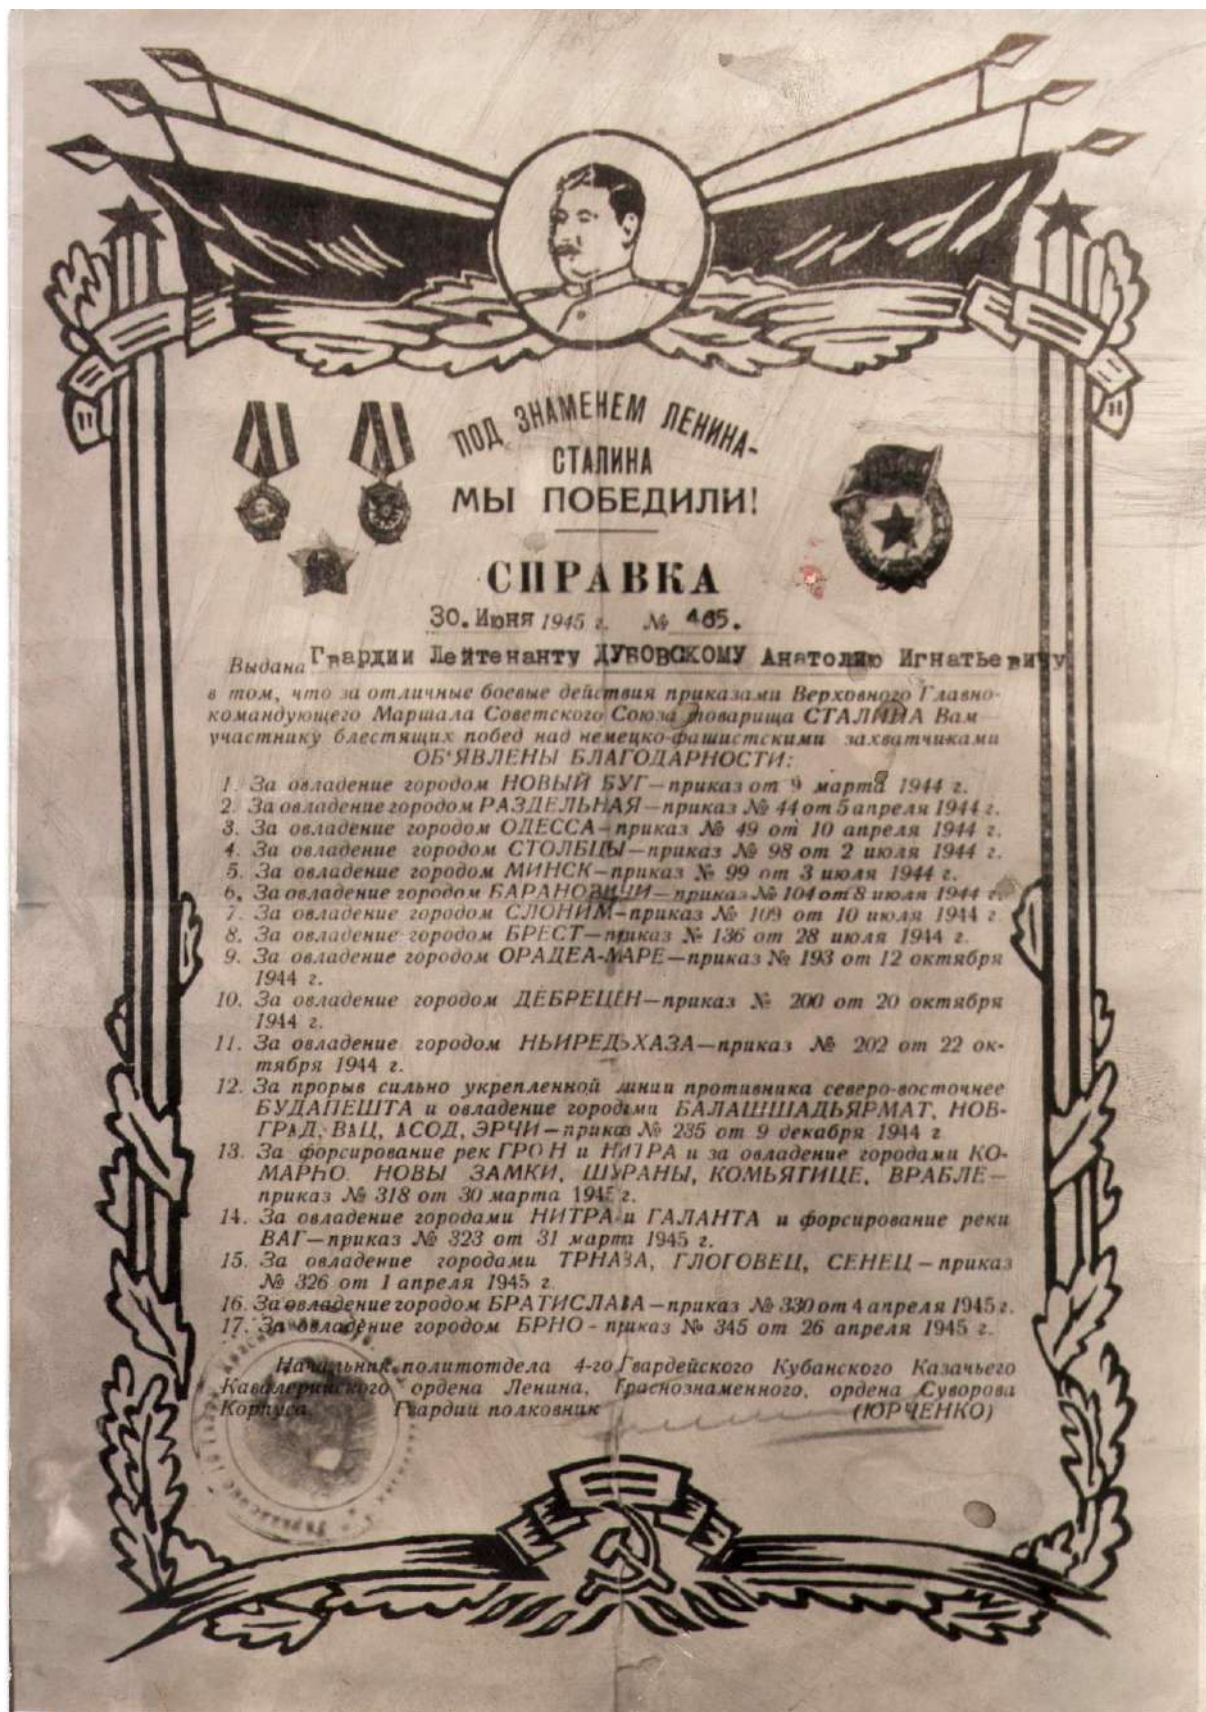 ПОД ЗНАМЕНЕМ ЛЕНИНА-
СТАЛИНА
МЫ ПОБЕДИЛИ!
СПРАВКА
30. Июня 1945 г. № 465.
Выдана Гвардии Лейтенанту ДУБОВСКОМУ Анатолию Игнатьевичу
в том, что за отличные боевые действия приказами Верховного Главно-
командующего Маршала Советского Союза товарища СТАЛИНА Вам
участнику блестящих побед над немецко-фашистскими захватчиками
ОБ'ЯВЛЕНЫ БЛАГОДАРНОСТИ:
1. За овладение городом НОВЫЙ БУГ—приказ от 9 марта 1944 г.
2. За овладение городом РАЗДЕЛЬНАЯ—приказ № 44 от 5 апреля 1944 г.
3. За овладение городом ОДЕССА—приказ № 49 от 10 апреля 1944 г.
4. За овладение городом СТОЛБЦЫ—приказ № 98 от 2 июля 1944 г.
5. За овладение городом МИНСК—приказ № 99 от 3 июля 1944 г.
6. За овладение городом БАРАНОВИЧИ—приказ № 104 от 8 июля 1944 г.
7. За овладение городом СЛОНИМ—приказ № 109 от 10 июля 1944 г
8. За овладение городом БРЕСТ—приказ № 136 от 28 июля 1944 г.
9. За овладение городом ОРАДЕА-МАРЕ—приказ № 193 от 12 октября
1944 г.
10. За овладение городом ДЕБРЕЦЕН—приказ № 200 от 20 октября
1944 г.
11. За овладение городом НЬИРЕДЬХАЗА—приказ № 202 от 22 ок-
тября 1944 г.
12. За прорыв сильно укрепленной линии противника северо-восточнее
БУДАПЕШТА и овладение городами БАЛАШШАДЬЯРМАТ, НОВ-
ГРАД, ВАЦ, АСОД, ЭРЧИ—приказ № 235 от 9 декабря 1944 г
13. За форсирование рек ГРОН и НИТРА и за овладение городами КО-
МАРНО. НОВЫ ЗАМКИ, ШУРАНЫ, КОМЬЯТИЦЕ, ВРАБЛЕ—
приказ № 318 от 30 марта 1945 г.
14. За овладение городами НИТРА и ГАЛАНТА и форсирование реки
ВАГ—приказ № 323 от 31 марта 1945 г.
15. За овладение городами ТРНАВА, ГЛОГОВЕЦ, СЕНЕЦ—приказ
№ 326 от 1 апреля 1945 г.
16. За овладение городом БРАТИСЛАВА—приказ № 330 от 4 апреля 1945 г.
17. За овладение городом БРНО - приказ № 345 от 26 апреля 1945 г.
Начальник политотдела 4-го Гвардейского Кубанского Казачьего
Кавалерийского ордена Ленина, Краснознаменного, ордена Суворова
Корпуса. Гвардии полковник (ЮРЧЕНКО)